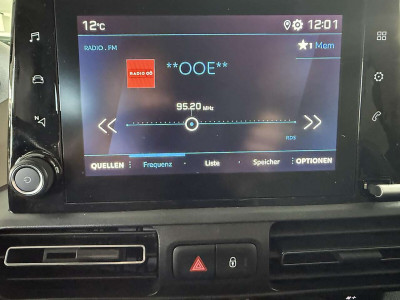 12°C 12:01
RADIO . FM ★1 Mem
RADIO OÖ
**OOE**
95.20 MHz
RDS
QUELLEN Frequenz Liste Speicher OPTIONEN
N